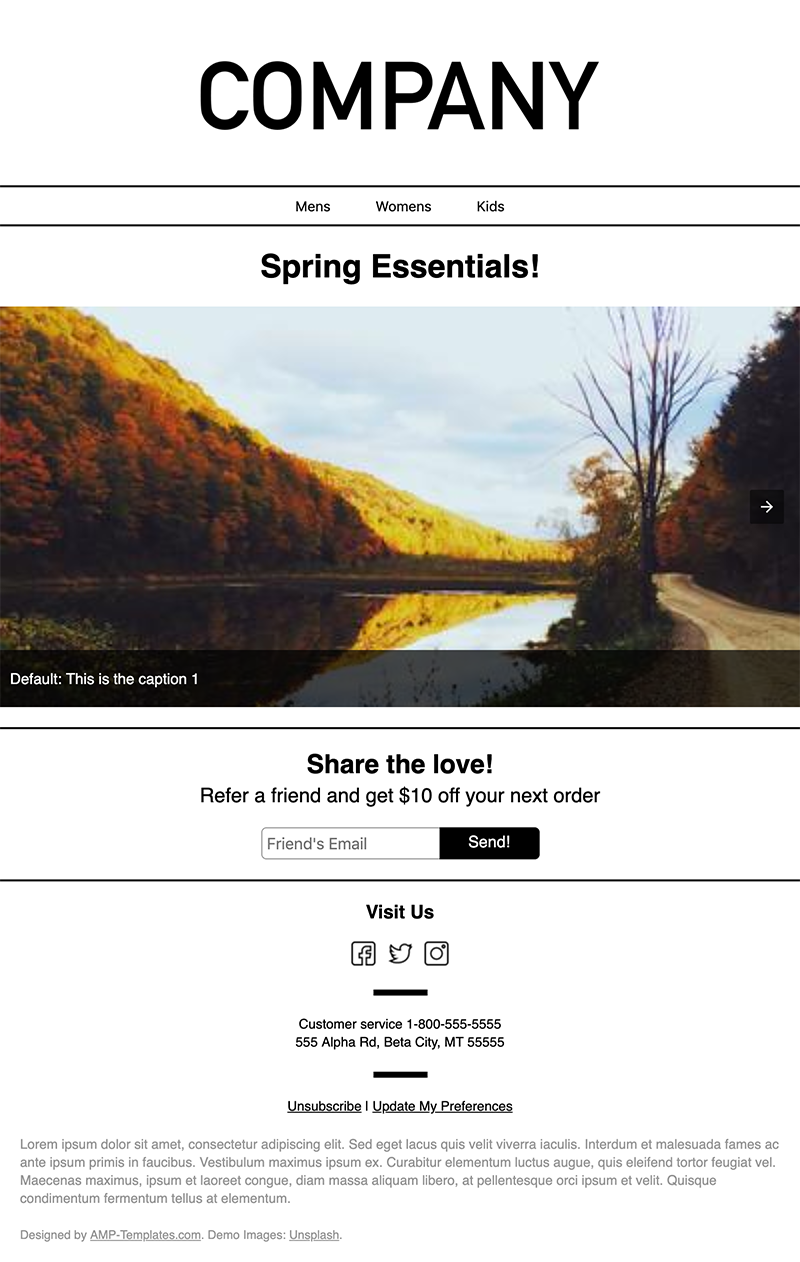 COMPANY
Mens Womens Kids
Spring Essentials!
Default: This is the caption 1
Share the love!
Refer a friend and get $10 off your next order
Friend's Email Send!
Visit Us
Customer service 1-800-555-5555
555 Alpha Rd, Beta City, MT 55555
Unsubscribe | Update My Preferences
Lorem ipsum dolor sit amet, consectetur adipiscing elit. Sed eget lacus quis velit viverra iaculis. Interdum et malesuada fames ac
ante ipsum primis in faucibus. Vestibulum maximus ipsum ex. Curabitur elementum luctus augue, quis eleifend tortor feugiat vel.
Maecenas maximus, ipsum et laoreet congue, diam massa aliquam libero, at pellentesque orci ipsum et velit. Quisque
condimentum fermentum tellus at elementum.
Designed by AMP-Templates.com. Demo Images: Unsplash.